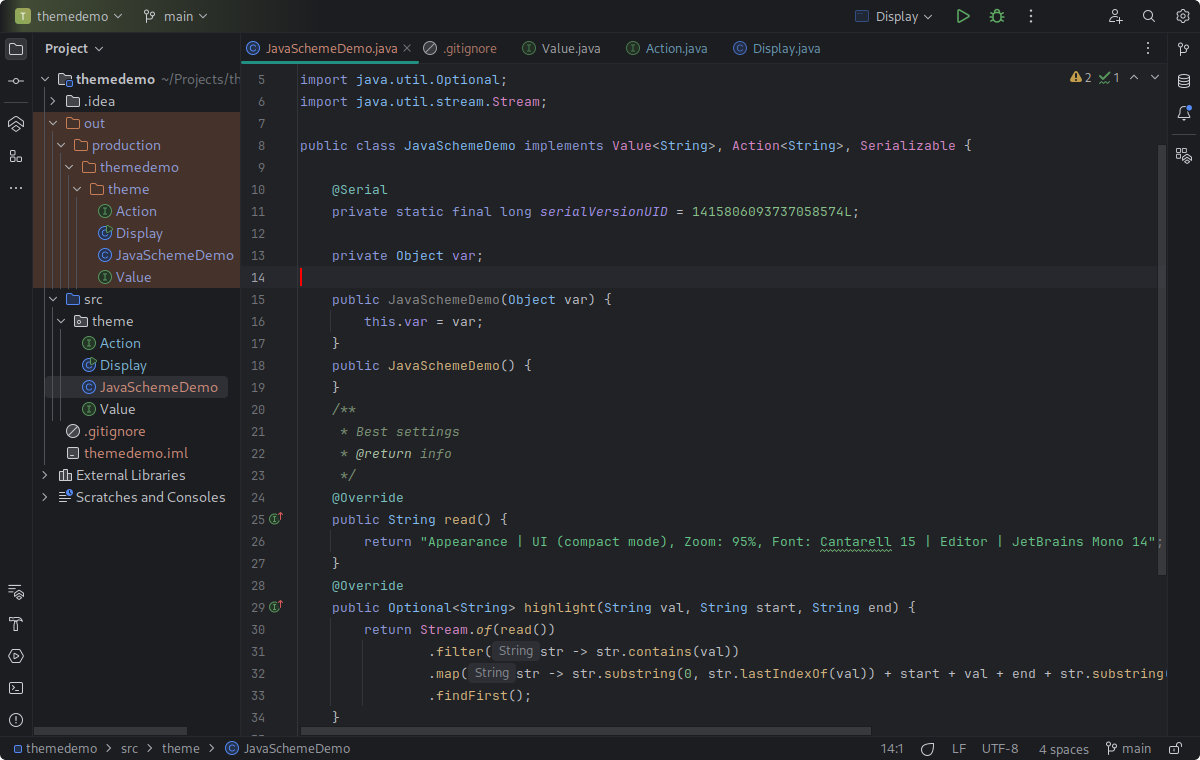 T themedemo main Display
Project
JavaSchemeDemo.java .gitignore Value.java Action.java Display.java
themedemo ~/Projects/th
.idea
out
production
themedemo
theme
Action
Display
JavaSchemeDemo
Value
src
theme
Action
Display
JavaSchemeDemo
Value
.gitignore
themedemo.iml
External Libraries
Scratches and Consoles
2 1
5 import java.util.Optional;
6 import java.util.stream.Stream;
7
8 public class JavaSchemeDemo implements Value<String>, Action<String>, Serializable {
9
10 @Serial
11 private static final long serialVersionUID = 1415806093737058574L;
12
13 private Object var;
14
15 public JavaSchemeDemo(Object var) {
16 this.var = var;
17 }
18 public JavaSchemeDemo() {
19 }
20 /**
21 * Best settings
22 * @return info
23 */
24 @Override
25 public String read() {
26 return "Appearance | UI (compact mode), Zoom: 95%, Font: Cantarell 15 | Editor | JetBrains Mono 14";
27 }
28 @Override
29 public Optional<String> highlight(String val, String start, String end) {
30 return Stream.of(read())
31 .filter( String str -> str.contains(val))
32 .map( String str -> str.substring(0, str.lastIndexOf(val)) + start + val + end + str.substring(
33 .findFirst();
34 }
themedemo > src > theme > JavaSchemeDemo
14:1 LF UTF-8 4 spaces main